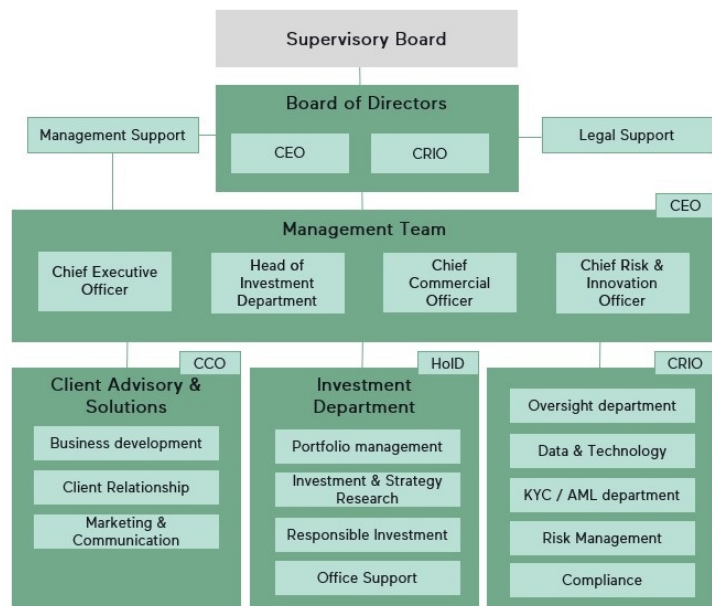 Supervisory Board
Board of Directors
Management Support
CEO
CRIO
Legal Support
CEO
Management Team
Chief Executive
Officer
Head of
Investment
Department
Chief
Commercial
Officer
Chief Risk &
Innovation
Officer
CCO
Client Advisory &
Solutions
Business development
Client Relationship
Marketing &
Communication
HoID
Investment
Department
Portfolio management
Investment & Strategy
Research
Responsible Investment
Office Support
CRIO
Oversight department
Data & Technology
KYC / AML department
Risk Management
Compliance